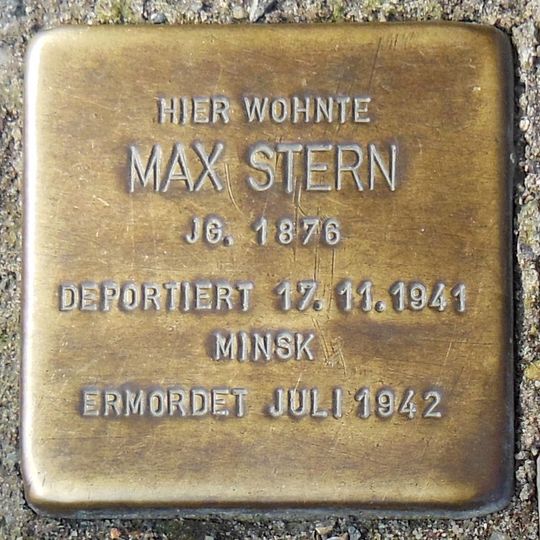 HIER WOHNTE
MAX STERN
JG. 1876
DEPORTIERT 17. 11. 1941
MINSK
ERMORDET JULI 1942